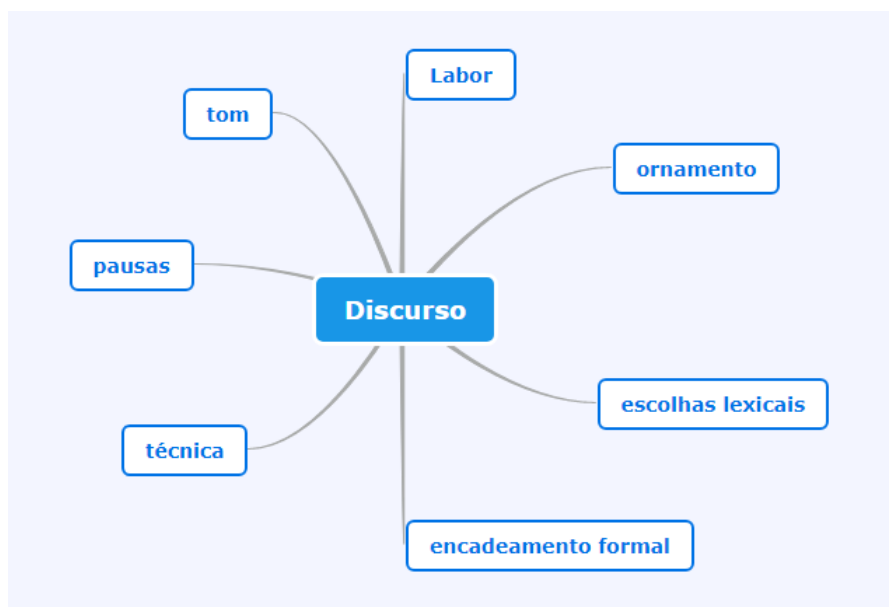 Labor
tom
ornamento
pausas
Discurso
escolhas lexicais
técnica
encadeamento formal